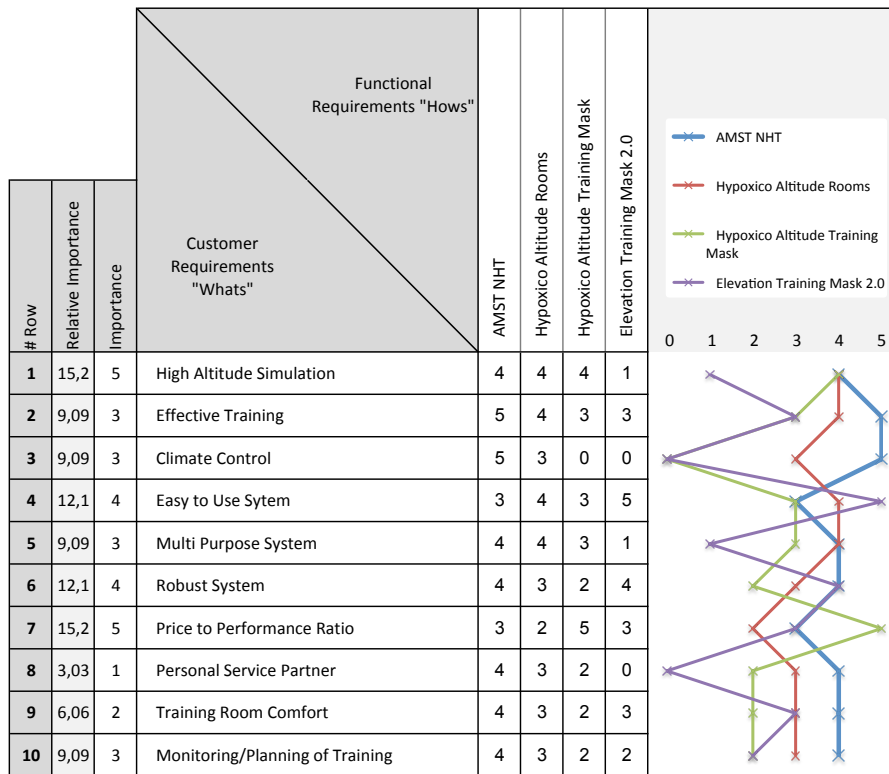 Functional
Requirements "Hows"
Customer
Requirements
"Whats"
# Row
Relative Importance
Importance
AMST NHT
Hypoxico Altitude Rooms
Hypoxico Altitude Training Mask
Elevation Training Mask 2.0
AMST NHT
Hypoxico Altitude Rooms
Hypoxico Altitude Training
Mask
Elevation Training Mask 2.0
0 1 2 3 4 5
1 15,2 5 High Altitude Simulation 4 4 4 1
2 9,09 3 Effective Training 5 4 3 3
3 9,09 3 Climate Control 5 3 0 0
4 12,1 4 Easy to Use Sytem 3 4 3 5
5 9,09 3 Multi Purpose System 4 4 3 1
6 12,1 4 Robust System 4 3 2 4
7 15,2 5 Price to Performance Ratio 3 2 5 3
8 3,03 1 Personal Service Partner 4 3 2 0
9 6,06 2 Training Room Comfort 4 3 2 3
10 9,09 3 Monitoring/Planning of Training 4 3 2 2